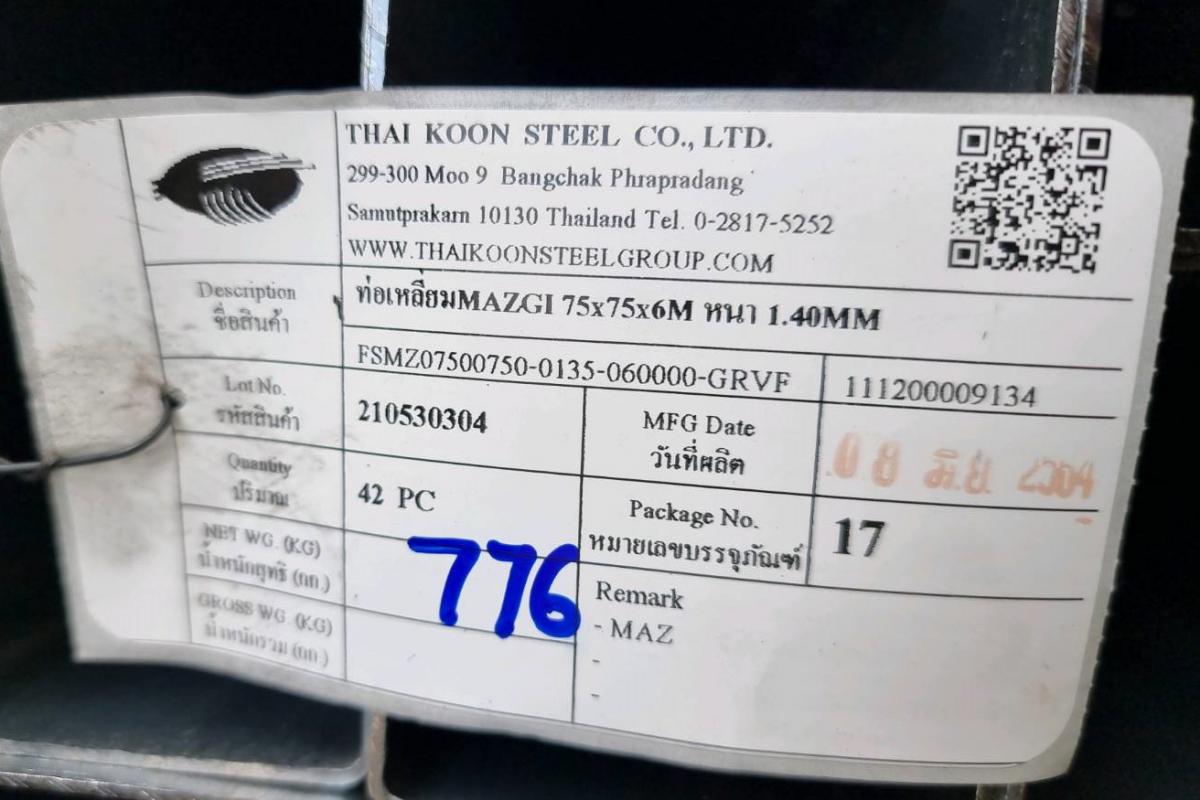 THAI KOON STEEL CO., LTD.
299-300 Moo 9 Bangchak Phrapradang
Samutprakarn 10130 Thailand Tel. 0-2817-5252
WWW.THAIKOONSTEELGROUP.COM
Description
ชื่อสินค้า
ท่อเหลี่ยมMAZGI 75x75x6M หนา 1.40MM
FSMZ07500750-0135-060000-GRVF 111200009134
Lot No.
รหัสสินค้า
210530304
MFG Date
วันที่ผลิต
08 มิ.ย.
Quantity
ปริมาณ
42 PC
Package No.
หมายเลขบรรจุภัณฑ์
17
NET WG. (KG)
น้ำหนักสุทธิ (กก.)
776
GROSS WG. (KG)
น้ำหนักรวม (กก.)
Remark
- MAZ
-
-